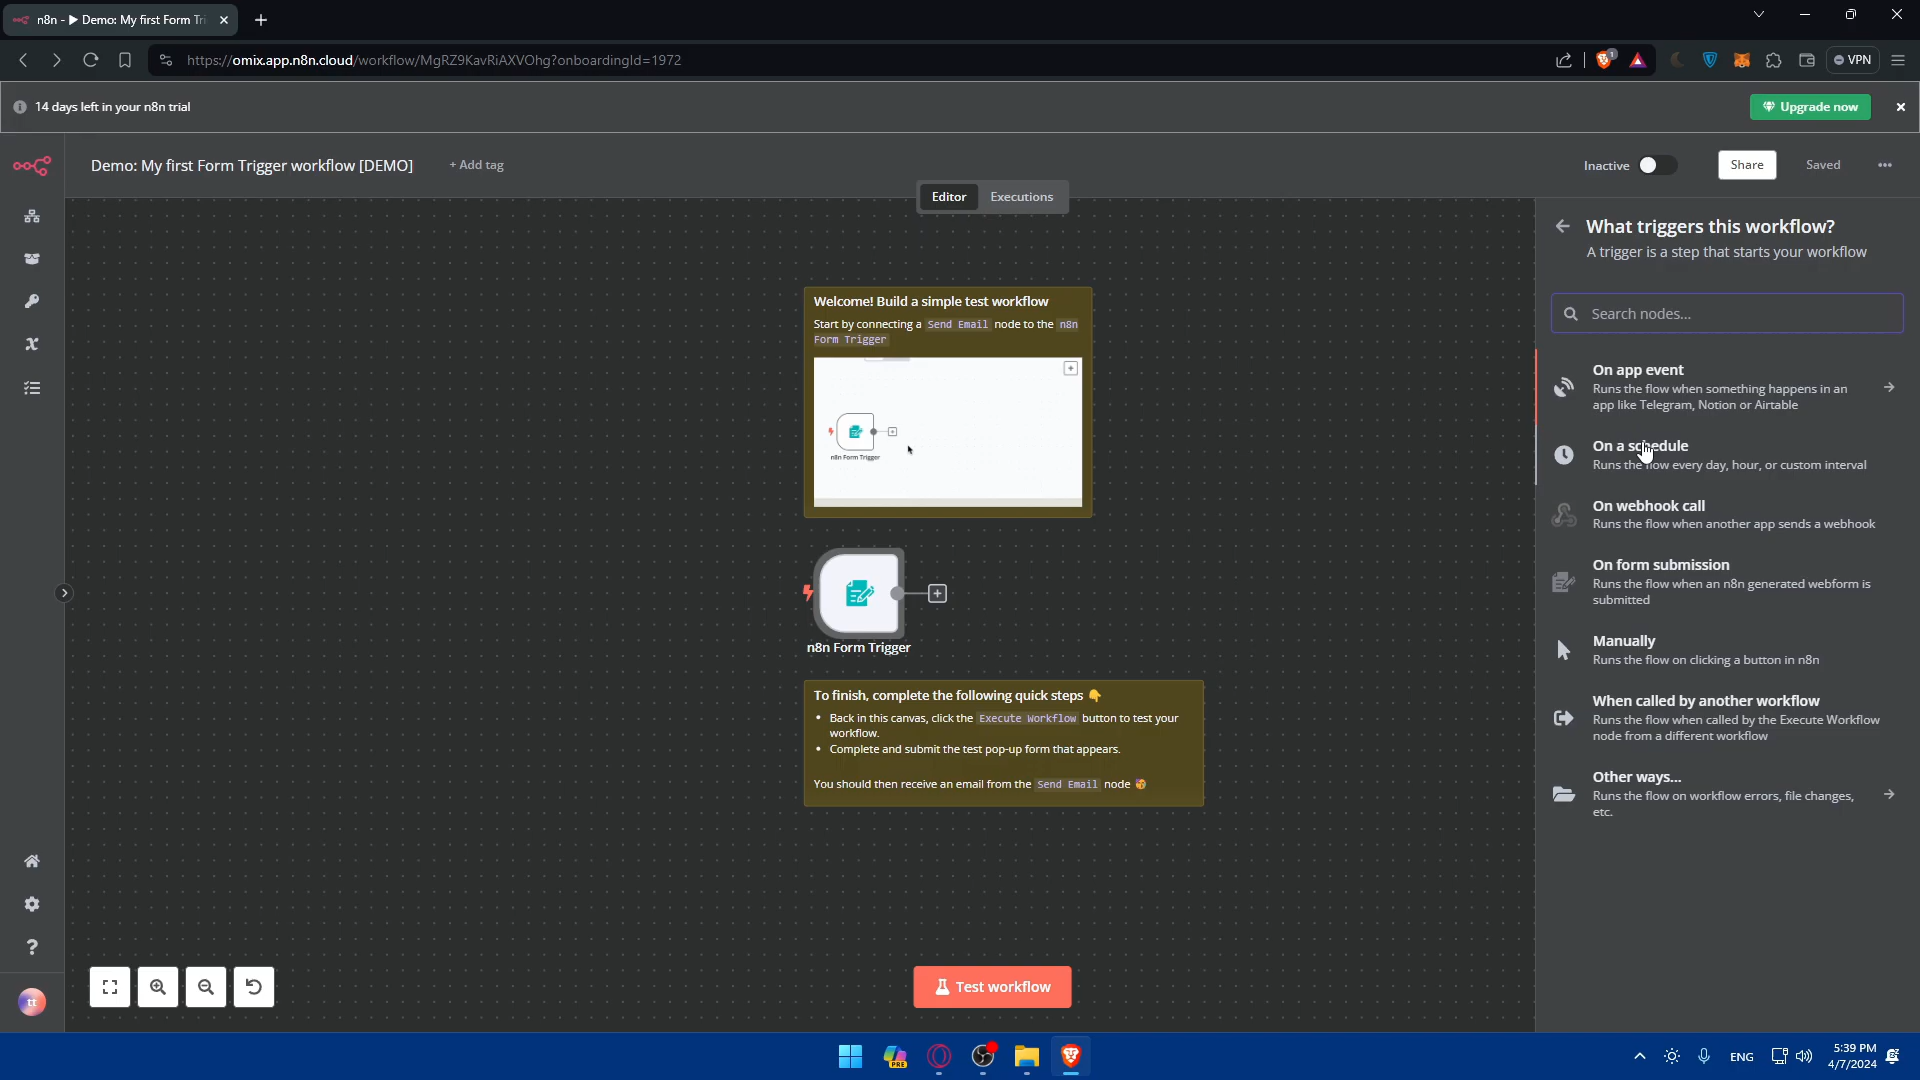 n8n - ▶ Demo: My first Form Tri
https://omix.app.n8n.cloud/workflow/MgRZ9KavRiAXVOhg?onboardingId=1972
1
VPN
14 days left in your n8n trial
Upgrade now
Demo: My first Form Trigger workflow [DEMO]
+ Add tag
Inactive
Share
Saved
Editor
Executions
What triggers this workflow?
A trigger is a step that starts your workflow
Search nodes...
On app event
Runs the flow when something happens in an
app like Telegram, Notion or Airtable
On a schedule
Runs the flow every day, hour, or custom interval
On webhook call
Runs the flow when another app sends a webhook
On form submission
Runs the flow when an n8n generated webform is
submitted
Manually
Runs the flow on clicking a button in n8n
When called by another workflow
Runs the flow when called by the Execute Workflow
node from a different workflow
Other ways...
Runs the flow on workflow errors, file changes,
etc.
Welcome! Build a simple test workflow
Start by connecting a Send Email node to the n8n
Form Trigger
n8n Form Trigger
n8n Form Trigger
To finish, complete the following quick steps 👇
• Back in this canvas, click the Execute Workflow button to test your
workflow.
• Complete and submit the test pop-up form that appears.
You should then receive an email from the Send Email node
Test workflow
tt
PRE
ENG
5:39 PM
4/7/2024